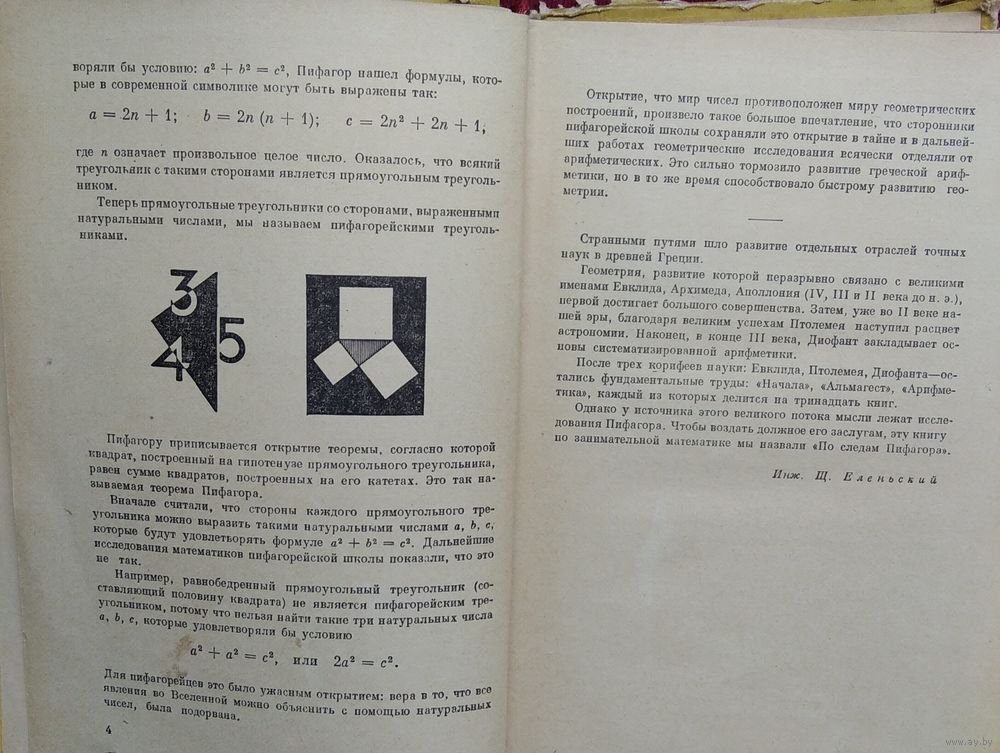 воряли бы условию: a² + b² = c², Пифагор нашел формулы, кото-
рые в современной символике могут быть выражены так:
a = 2n + 1; b = 2n (n + 1); c = 2n² + 2n + 1,
где n означает произвольное целое число. Оказалось, что всякий
треугольник с такими сторонами является прямоугольным треуголь-
ником.
Теперь прямоугольные треугольники со сторонами, выраженными
натуральными числами, мы называем пифагорейскими треуголь-
никами.
3
4
5
Пифагору приписывается открытие теоремы, согласно которой
квадрат, построенный на гипотенузе прямоугольного треугольника,
равен сумме квадратов, построенных на его катетах. Это так на-
зываемая теорема Пифагора.
Вначале считали, что стороны каждого прямоугольного тре-
угольника можно выразить такими натуральными числами a, b, c,
которые будут удовлетворять формуле a² + b² = c². Дальнейшие
исследования математиков пифагорейской школы показали, что это
не так.
Например, равнобедренный прямоугольный треугольник (со-
ставляющий половину квадрата) не является пифагорейским тре-
угольником, потому что нельзя найти такие три натуральных числа
a, b, c, которые удовлетворяли бы условию
a² + a² = c², или 2a² = c².
Для пифагорейцев это было ужасным открытием: вера в то, что все
явления во Вселенной можно объяснить с помощью натуральных
чисел, была подорвана.
4
Открытие, что мир чисел противоположен миру геометрических
построений, произвело такое большое впечатление, что сторонники
пифагорейской школы сохраняли это открытие в тайне и в дальней-
ших работах геометрические исследования всячески отделяли от
арифметических. Это сильно тормозило развитие греческой ариф-
метики, но в то же время способствовало быстрому развитию гео-
метрии.
Странными путями шло развитие отдельных отраслей точных
наук в древней Греции.
Геометрия, развитие которой неразрывно связано с великими
именами Евклида, Архимеда, Аполлония (IV, III и II века до н. э.),
первой достигает большого совершенства. Затем, уже во II веке на-
шей эры, благодаря великим успехам Птолемея наступил расцвет
астрономии. Наконец, в конце III века, Диофант закладывает ос-
новы систематизированной арифметики.
После трех корифеев науки: Евклида, Птолемея, Диофанта—ос-
тались фундаментальные труды: «Начала», «Альмагест», «Арифме-
тика», каждый из которых делится на тринадцать книг.
Однако у источника этого великого потока мысли лежат иссле-
дования Пифагора. Чтобы воздать должное его заслугам, эту книгу
по занимательной математике мы назвали «По следам Пифагора».
Инж. Щ. Еленьский
www.ay.by